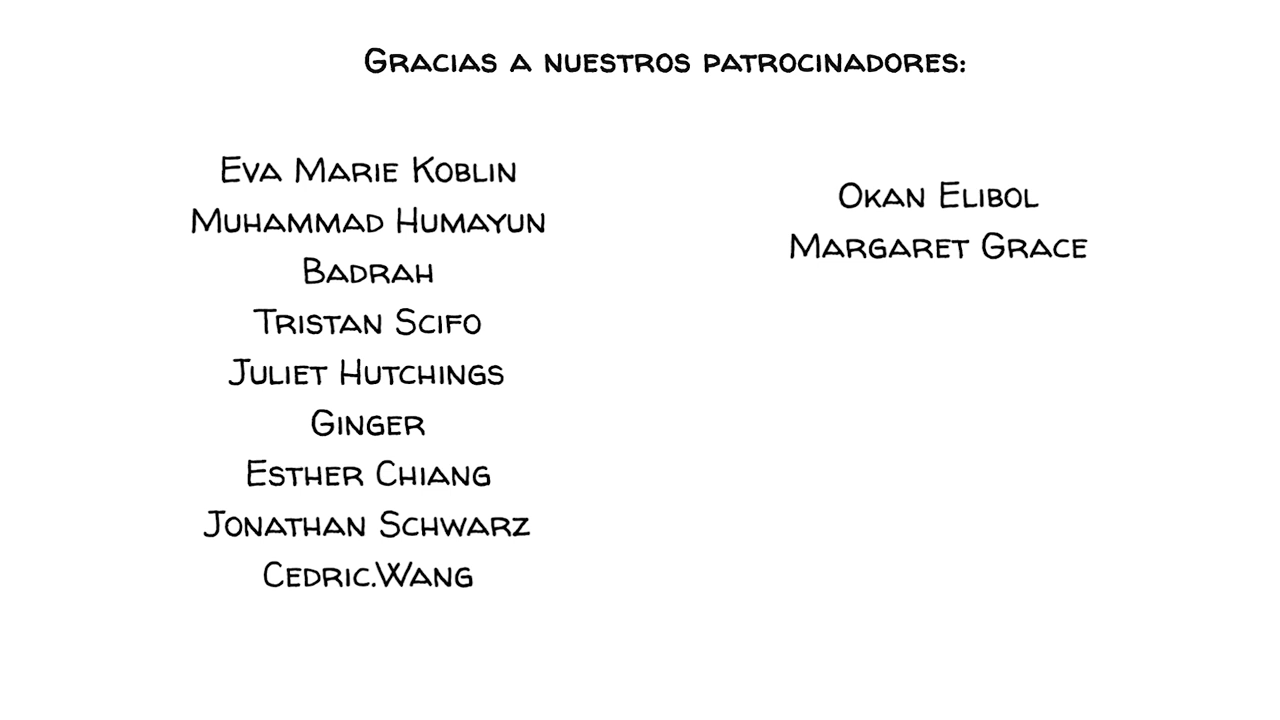 Gracias a nuestros patrocinadores:
Eva Marie Koblin
Muhammad Humayun
Badrah
Tristan Scifo
Juliet Hutchings
Ginger
Esther Chiang
Jonathan Schwarz
Cedric.Wang
Okan Elibol
Margaret Grace